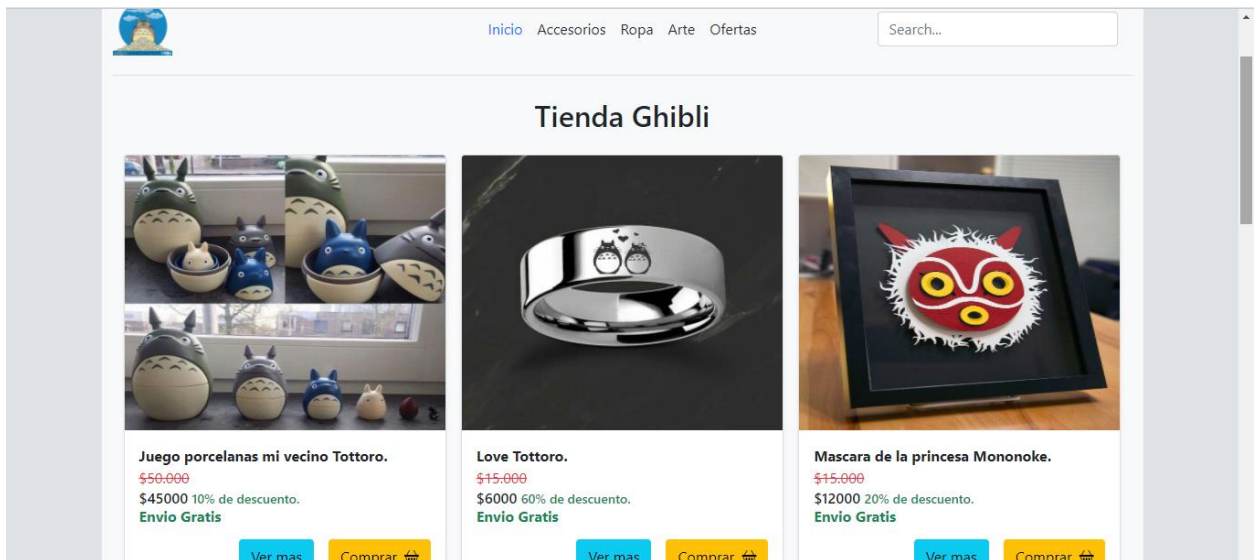 Inicio Accesorios Ropa Arte Ofertas
Search...
Tienda Ghibli
Juego porcelanas mi vecino Tottoro.
$50.000
$45000 10% de descuento.
Envio Gratis
Ver mas Comprar
Love Tottoro.
$15.000
$6000 60% de descuento.
Envio Gratis
Ver mas Comprar
Mascara de la princesa Mononoke.
$15.000
$12000 20% de descuento.
Envio Gratis
Ver mas Comprar